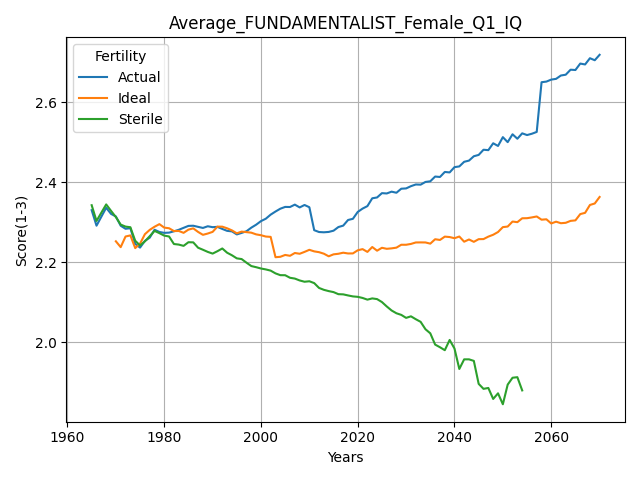 Average_FUNDAMENTALIST_Female_Q1_IQ
Fertility
Actual
Ideal
Sterile
Score(1-3)
2.6
2.4
2.2
2.0
1960 1980 2000 2020 2040 2060
Years